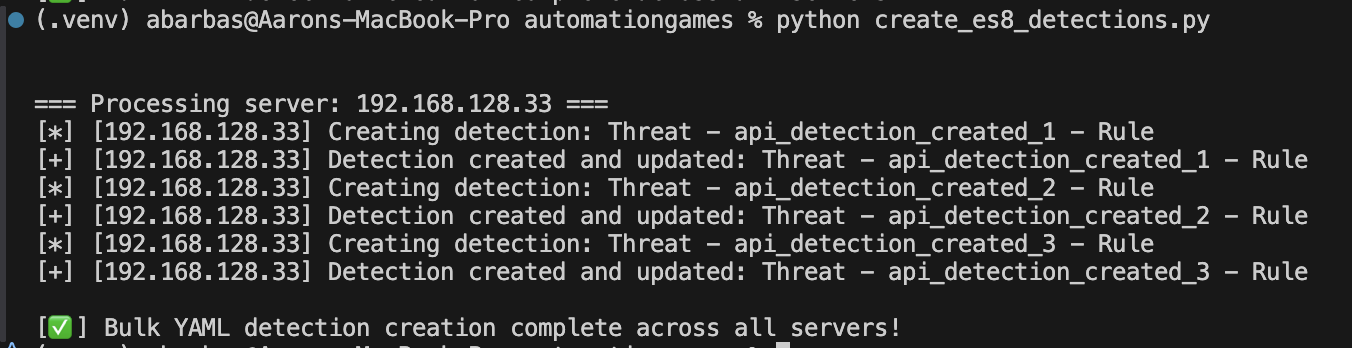 (.venv) abarbas@Aarons-MacBook-Pro automationgames % python create_es8_detections.py
=== Processing server: 192.168.128.33 ===
[*] [192.168.128.33] Creating detection: Threat - api_detection_created_1 - Rule
[+] [192.168.128.33] Detection created and updated: Threat - api_detection_created_1 - Rule
[*] [192.168.128.33] Creating detection: Threat - api_detection_created_2 - Rule
[+] [192.168.128.33] Detection created and updated: Threat - api_detection_created_2 - Rule
[*] [192.168.128.33] Creating detection: Threat - api_detection_created_3 - Rule
[+] [192.168.128.33] Detection created and updated: Threat - api_detection_created_3 - Rule
[✅] Bulk YAML detection creation complete across all servers!